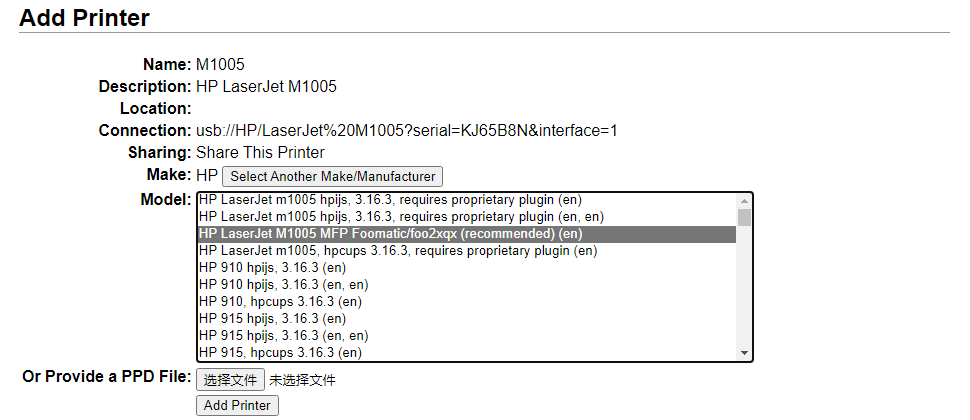 Add Printer
Name: M1005
Description: HP LaserJet M1005
Location:
Connection: usb://HP/LaserJet%20M1005?serial=KJ65B8N&interface=1
Sharing: Share This Printer
Make: HP Select Another Make/Manufacturer
Model: HP LaserJet m1005 hpijs, 3.16.3, requires proprietary plugin (en)
HP LaserJet m1005 hpijs, 3.16.3, requires proprietary plugin (en, en)
HP LaserJet M1005 MFP Foomatic/foo2xqx (recommended) (en)
HP LaserJet m1005, hpcups 3.16.3, requires proprietary plugin (en)
HP 910 hpijs, 3.16.3 (en)
HP 910 hpijs, 3.16.3 (en, en)
HP 910, hpcups 3.16.3 (en)
HP 915 hpijs, 3.16.3 (en)
HP 915 hpijs, 3.16.3 (en, en)
HP 915, hpcups 3.16.3 (en)
Or Provide a PPD File: 选择文件 未选择文件
Add Printer